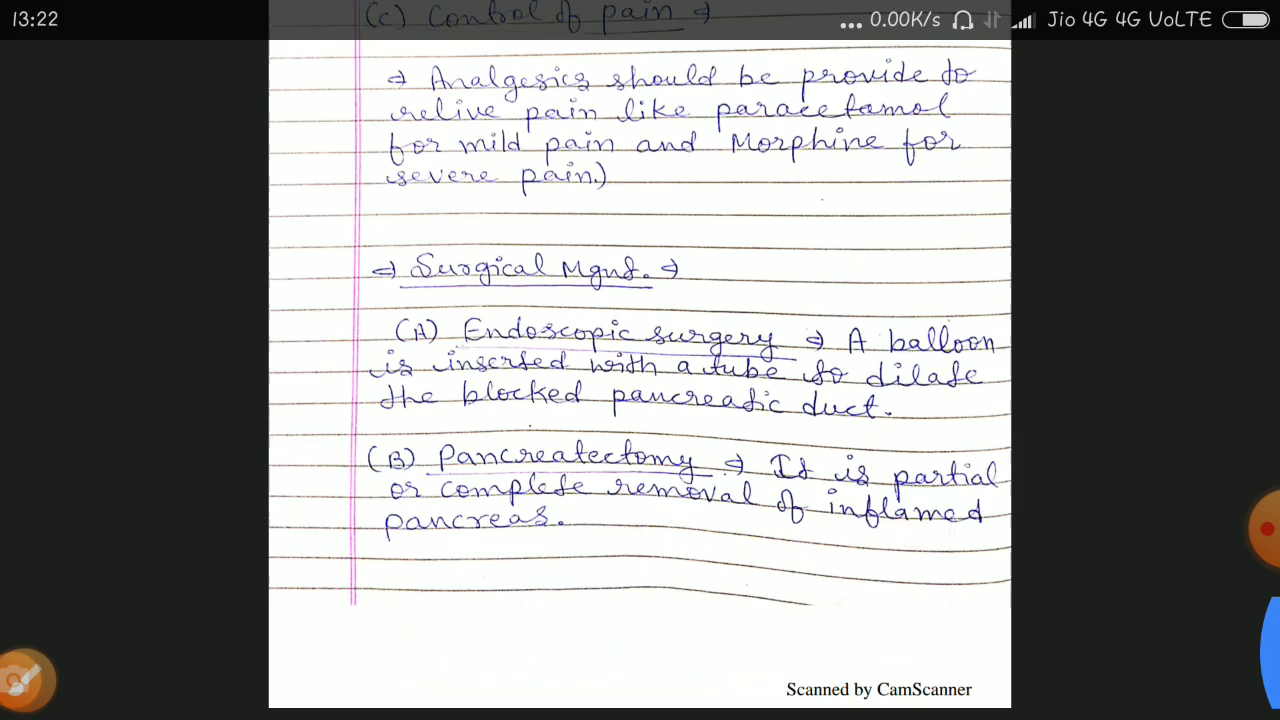 13:22
... 0.00K/s Jio 4G 4G VoLTE
(C) Control of pain ⇒
⇒ Analgesics should be provide to
relive pain like paracetamol
for mild pain and Morphine for
severe pain.)
⇒ Surgical Mgnt. ⇒
(A) Endoscopic surgery ⇒ A balloon
is inserted with a tube to dilate
the blocked pancreatic duct.
(B) Pancreatectomy ⇒ It is partial
or complete removal of inflamed
pancreas.
Scanned by CamScanner